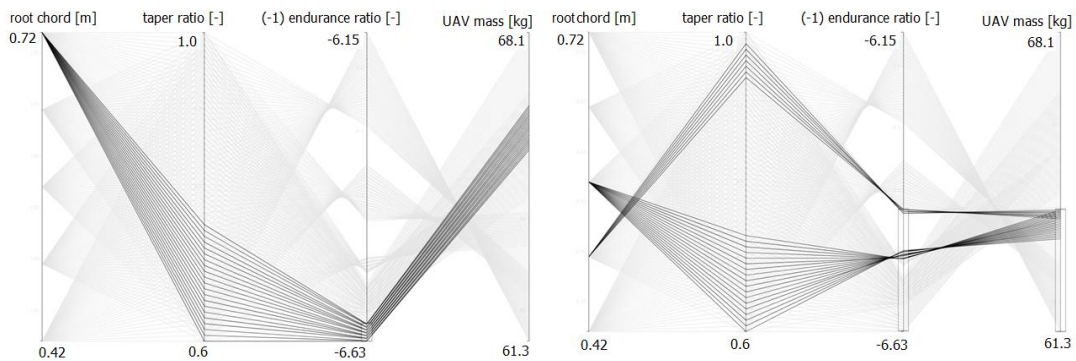 root chord [m] taper ratio [-] (-1) endurance ratio [-] UAV mass [kg]
0.72 1.0 -6.15 68.1
0.42 0.6 -6.63 61.3
root chord [m] taper ratio [-] (-1) endurance ratio [-] UAV mass [kg]
0.72 1.0 -6.15 68.1
0.42 0.6 -6.63 61.3